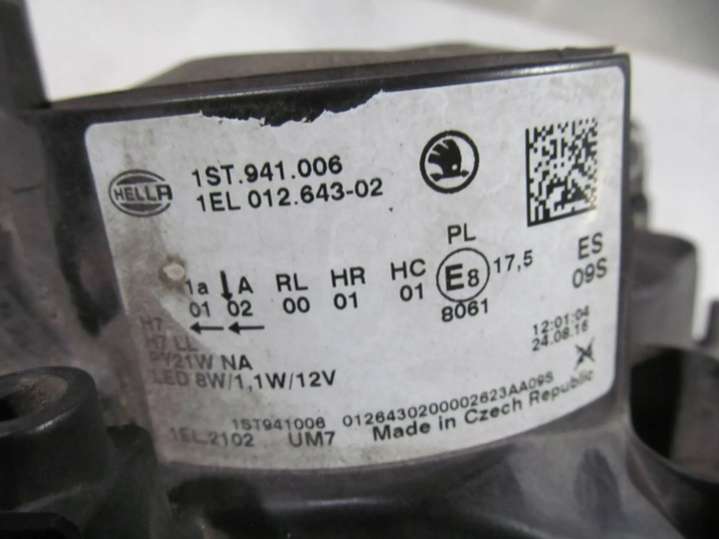 HELLA
1ST.941.006
1EL 012.643-02
PL
1a A RL HR HC E8 17,5
01 02 00 01 01 8061
ES
09S
H7
H7 LL
PY21W NA
LED 8W/1,1W/12V
12:01:04
24.08.16
1ST941006 01264302000002623AA09S
1EL.2102 UM7 Made in Czech Republic